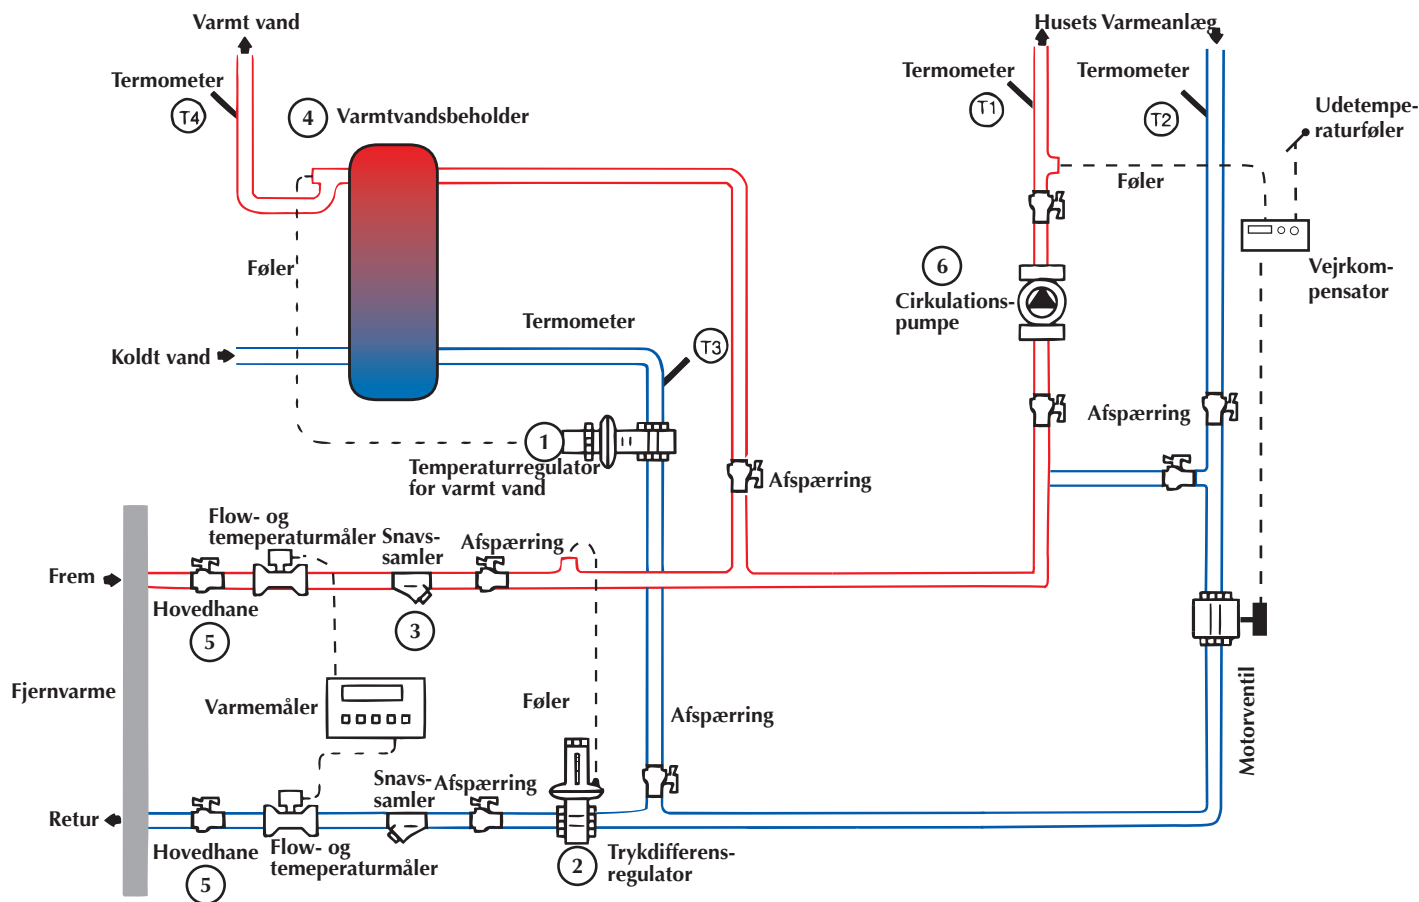 Varmt vand
Husets Varmeanlæg
Termometer
T4
4
Varmtvandsbeholder
Termometer
T1
Termometer
T2
Udetempe-
raturføler
Føler
Føler
6
Cirkulations-
pumpe
Vejrkom-
pensator
Koldt vand
Termometer
T3
1
Temperaturregulator
for varmt vand
Afspærring
Afspærring
Flow- og
temeperaturmåler
Snavs-
samler
Afspærring
Frem
Hovedhane
5
3
Fjernvarme
Varmemåler
Føler
Afspærring
Motorventil
Retur
Snavs-
samler
Afspærring
Hovedhane
5
Flow- og
temeperaturmåler
2
Trykdifferens-
regulator